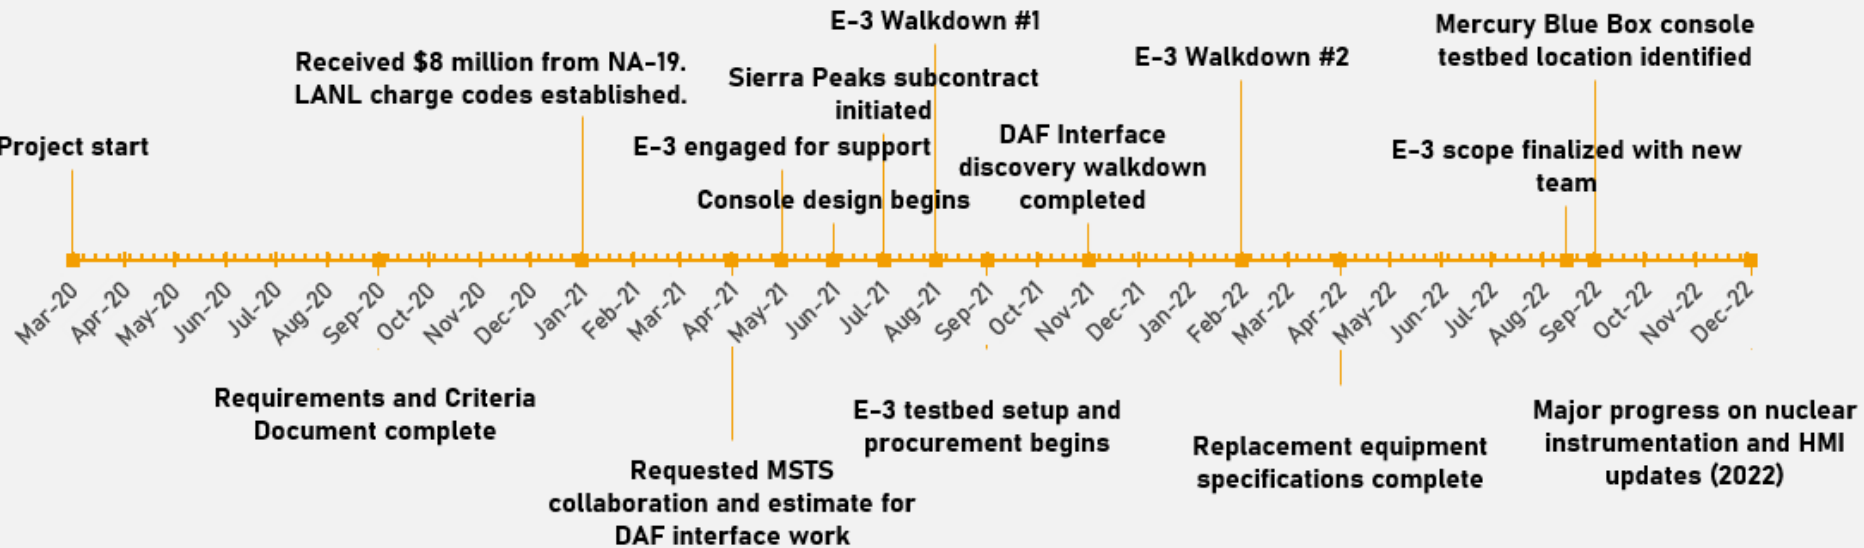 E-3 Walkdown #1
Mercury Blue Box console
testbed location identified
Received $8 million from NA-19.
LANL charge codes established.
Sierra Peaks subcontract
initiated
E-3 Walkdown #2
Project start
E-3 engaged for support
DAF Interface
discovery walkdown
completed
E-3 scope finalized with new
team
Console design begins
Mar-20
Apr-20
May-20
Jun-20
Jul-20
Aug-20
Sep-20
Oct-20
Nov-20
Dec-20
Jan-21
Feb-21
Mar-21
Apr-21
May-21
Jun-21
Jul-21
Aug-21
Sep-21
Oct-21
Nov-21
Dec-21
Jan-22
Feb-22
Mar-22
Apr-22
May-22
Jun-22
Jul-22
Aug-22
Sep-22
Oct-22
Nov-22
Dec-22
Requirements and Criteria
Document complete
Requested MSTS
collaboration and estimate for
DAF interface work
E-3 testbed setup and
procurement begins
Replacement equipment
specifications complete
Major progress on nuclear
instrumentation and HMI
updates (2022)